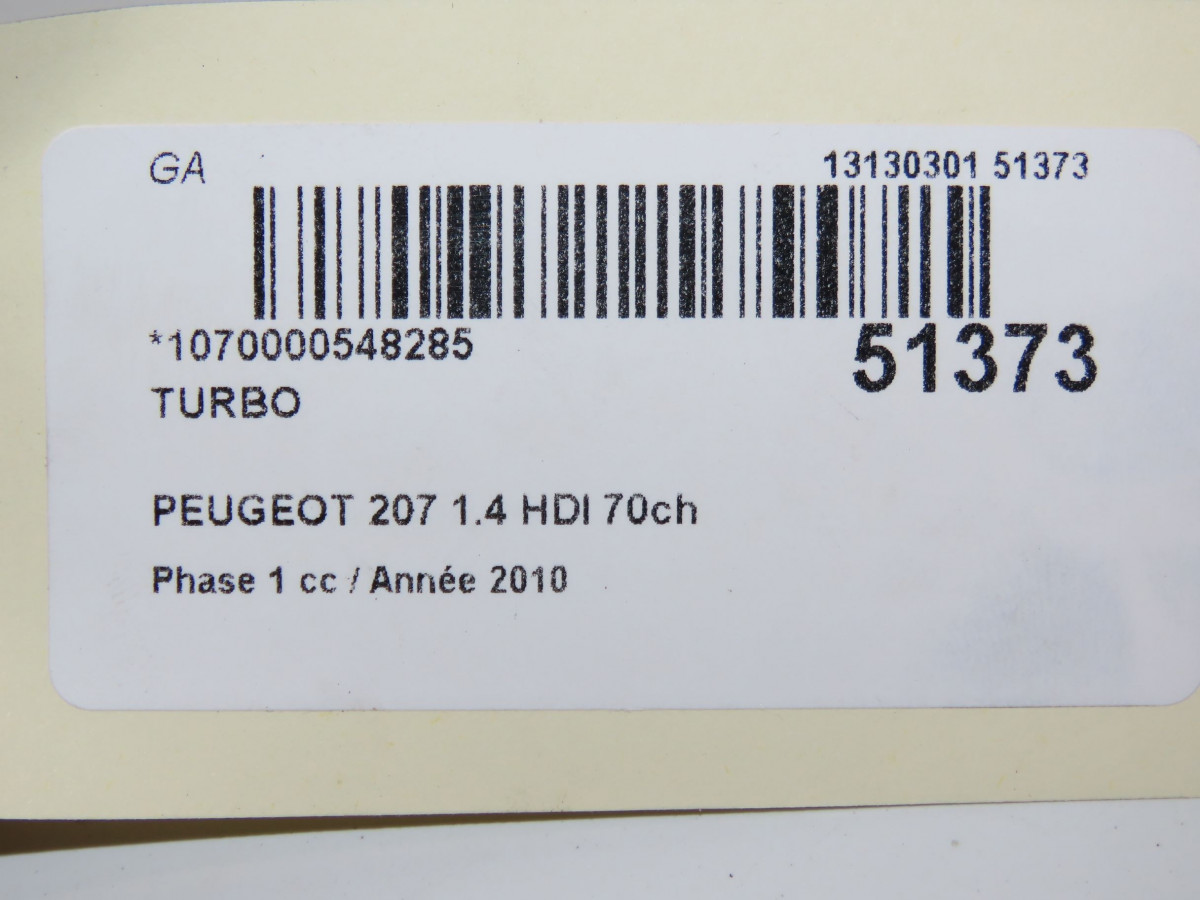 GA 13130301 51373
*1070000548285 51373
TURBO
PEUGEOT 207 1.4 HDI 70ch
Phase 1 cc / Année 2010